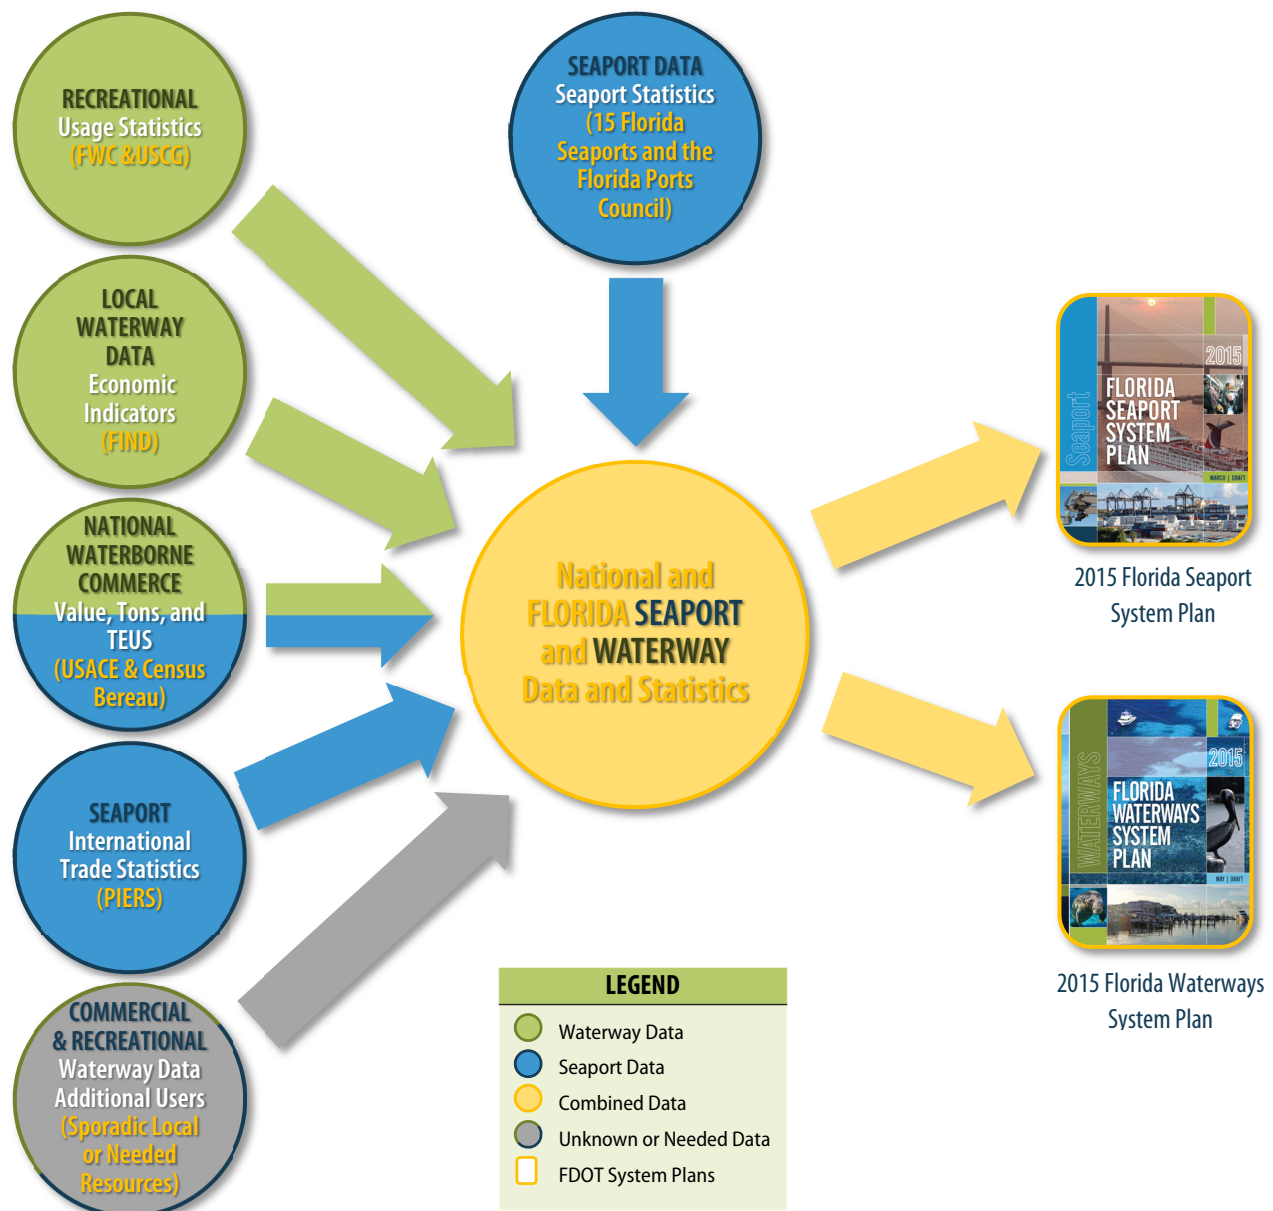 RECREATIONAL
Usage Statistics
(FWC &USCG)
SEAPORT DATA
Seaport Statistics
(15 Florida
Seaports and the
Florida Ports
Council)
LOCAL
WATERWAY
DATA
Economic
Indicators
(FIND)
NATIONAL
WATERBORNE
COMMERCE
Value, Tons, and
TEUS
(USACE & Census
Bereau)
SEAPORT
International
Trade Statistics
(PIERS)
COMMERCIAL
& RECREATIONAL
Waterway Data
Additional Users
(Sporadic Local
or Needed
Resources)
National and
FLORIDA SEAPORT
and WATERWAY
Data and Statistics
Seaport
2015
FLORIDA
SEAPORT
SYSTEM
PLAN
MARCH | DRAFT
2015 Florida Seaport
System Plan
WATERWAYS
2015
FLORIDA
WATERWAYS
SYSTEM
PLAN
MAY | DRAFT
2015 Florida Waterways
System Plan
LEGEND
Waterway Data
Seaport Data
Combined Data
Unknown or Needed Data
FDOT System Plans